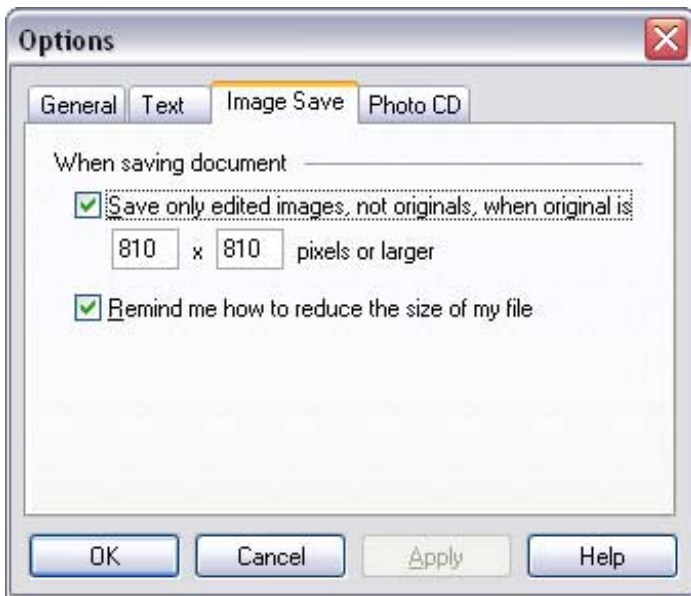 Options
General Text Image Save Photo CD
When saving document
Save only edited images, not originals, when original is
810 x 810 pixels or larger
Remind me how to reduce the size of my file
OK Cancel Apply Help